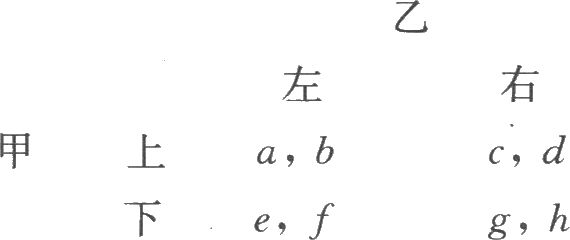 乙
左 右
甲 上 a, b c, d
下 e, f g, h